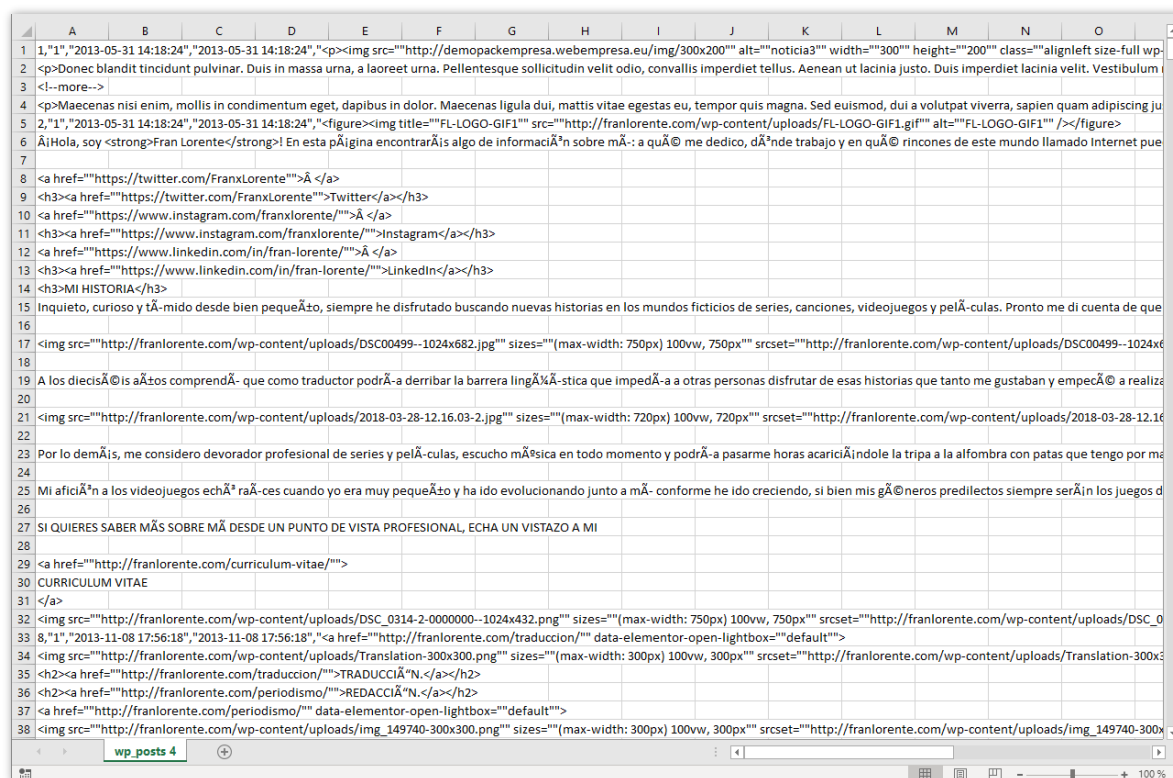 A B C D E F G H I J K L M N O
1 1,"1","2013-05-31 14:18:24","2013-05-31 14:18:24","<p><img src=""http://demopackempresa.webempresa.eu/img/300x200"" alt=""noticia3"" width=""300"" height=""200"" class=""alignleft size-full wp-
2 <p>Donec blandit tincidunt pulvinar. Duis in massa urna, a laoreet urna. Pellentesque sollicitudin velit odio, convallis imperdiet tellus. Aenean ut lacinia justo. Duis imperdiet lacinia velit. Vestibulum
3 <!--more-->
4 <p>Maecenas nisi enim, mollis in condimentum eget, dapibus in dolor. Maecenas ligula dui, mattis vitae egestas eu, tempor quis magna. Sed euismod, dui a volutpat viverra, sapien quam adipiscing ju
5 2,"1","2013-05-31 14:18:24","2013-05-31 14:18:24","<figure><img title=""FL-LOGO-GIF1"" src=""http://franlorente.com/wp-content/uploads/FL-LOGO-GIF1.gif"" alt=""FL-LOGO-GIF1"" /></figure>
6 Â¡Hola, soy <strong>Fran Lorente</strong>! En esta pÃ¡gina encontrarÃ¡s algo de informaciÃ³n sobre mÃ-: a quÃ© me dedico, dÃ³nde trabajo y en quÃ© rincones de este mundo llamado Internet pue
7
8 <a href=""https://twitter.com/FranxLorente"">Â </a>
9 <h3><a href=""https://twitter.com/FranxLorente"">Twitter</a></h3>
10 <a href=""https://www.instagram.com/franxlorente/"">Â </a>
11 <h3><a href=""https://www.instagram.com/franxlorente/"">Instagram</a></h3>
12 <a href=""https://www.linkedin.com/in/fran-lorente/"">Â </a>
13 <h3><a href=""https://www.linkedin.com/in/fran-lorente/"">LinkedIn</a></h3>
14 <h3>MI HISTORIA</h3>
15 Inquieto, curioso y tÃ-mido desde bien pequeÃ±o, siempre he disfrutado buscando nuevas historias en los mundos ficticios de series, canciones, videojuegos y pelÃ-culas. Pronto me di cuenta de que
16
17 <img src=""http://franlorente.com/wp-content/uploads/DSC00499--1024x682.jpg"" sizes=""(max-width: 750px) 100vw, 750px"" srcset=""http://franlorente.com/wp-content/uploads/DSC00499--1024x6
18
19 A los diecisÃ©is aÃ±os comprendÃ- que como traductor podrÃ-a derribar la barrera lingÃ¼Ã-stica que impedÃ-a a otras personas disfrutar de esas historias que tanto me gustaban y empecÃ© a realiza
20
21 <img src=""http://franlorente.com/wp-content/uploads/2018-03-28-12.16.03-2.jpg"" sizes=""(max-width: 720px) 100vw, 720px"" srcset=""http://franlorente.com/wp-content/uploads/2018-03-28-12.16
22
23 Por lo demÃ¡s, me considero devorador profesional de series y pelÃ-culas, escucho mÃºsica en todo momento y podrÃ-a pasarme horas acariciÃ¡ndole la tripa a la alfombra con patas que tengo por ma
24
25 Mi aficiÃ³n a los videojuegos echÃ³ raÃ-ces cuando yo era muy pequeÃ±o y ha ido evolucionando junto a mÃ- conforme he ido creciendo, si bien mis gÃ©neros predilectos siempre serÃ¡n los juegos d
26
27 SI QUIERES SABER MÃS SOBRE MÃ DESDE UN PUNTO DE VISTA PROFESIONAL, ECHA UN VISTAZO A MI
28
29 <a href=""http://franlorente.com/curriculum-vitae/"">
30 CURRICULUM VITAE
31 </a>
32 <img src=""http://franlorente.com/wp-content/uploads/DSC_0314-2-0000000--1024x432.png"" sizes=""(max-width: 750px) 100vw, 750px"" srcset=""http://franlorente.com/wp-content/uploads/DSC_0
33 8,"1","2013-11-08 17:56:18","2013-11-08 17:56:18","<a href=""http://franlorente.com/traduccion/"" data-elementor-open-lightbox=""default"">
34 <img src=""http://franlorente.com/wp-content/uploads/Translation-300x300.png"" sizes=""(max-width: 300px) 100vw, 300px"" srcset=""http://franlorente.com/wp-content/uploads/Translation-300x3
35 <h2><a href=""http://franlorente.com/traduccion/"">TRADUCCIÃ“N.</a></h2>
36 <h2><a href=""http://franlorente.com/periodismo/"">REDACCIÃ“N.</a></h2>
37 <a href=""http://franlorente.com/periodismo/"" data-elementor-open-lightbox=""default"">
38 <img src=""http://franlorente.com/wp-content/uploads/img_149740-300x300.png"" sizes=""(max-width: 300px) 100vw, 300px"" srcset=""http://franlorente.com/wp-content/uploads/img_149740-300x
wp_posts 4
100 %